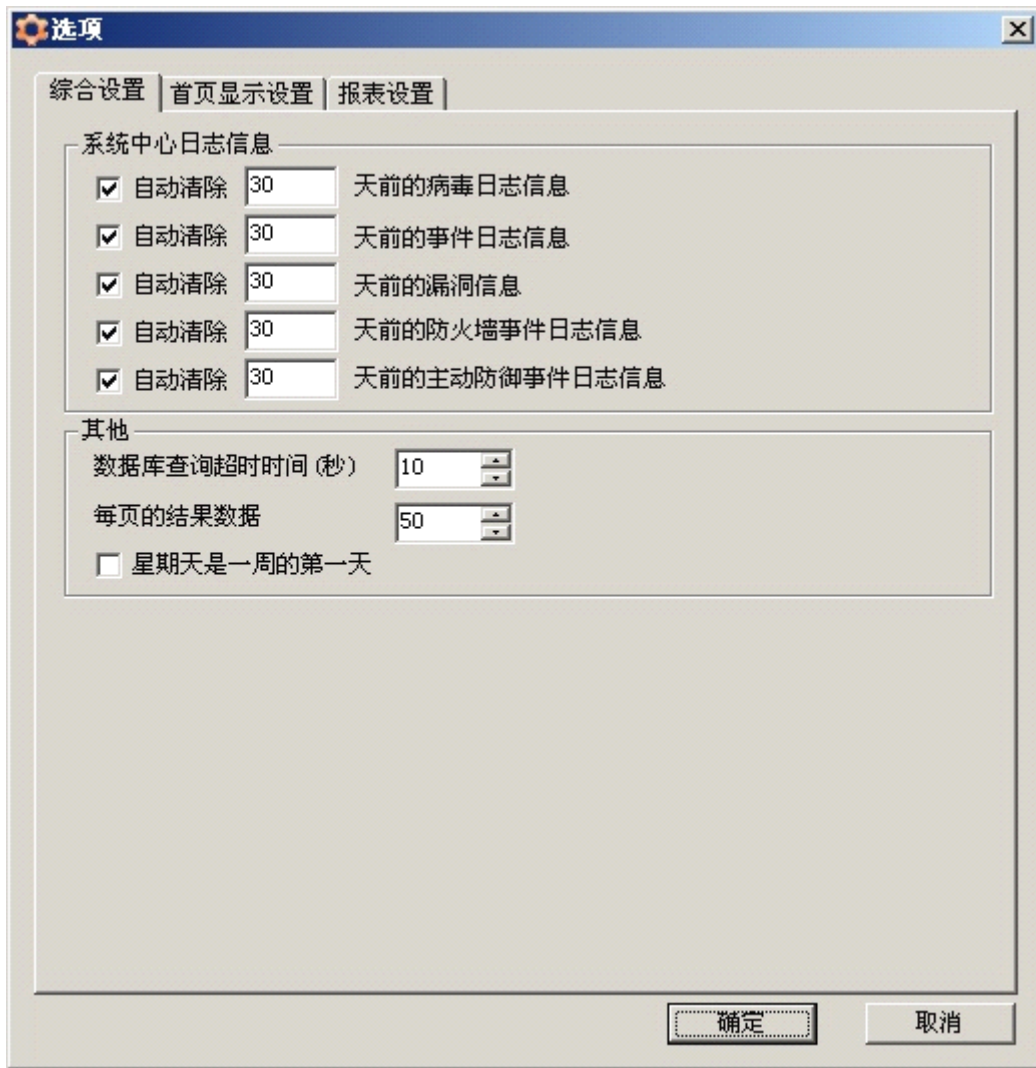 选项
综合设置 首页显示设置 报表设置
系统中心日志信息
自动清除 30 天前的病毒日志信息
自动清除 30 天前的事件日志信息
自动清除 30 天前的漏洞信息
自动清除 30 天前的防火墙事件日志信息
自动清除 30 天前的主动防御事件日志信息
其他
数据库查询超时时间(秒) 10
每页的结果数据 50
星期天是一周的第一天
确定 取消